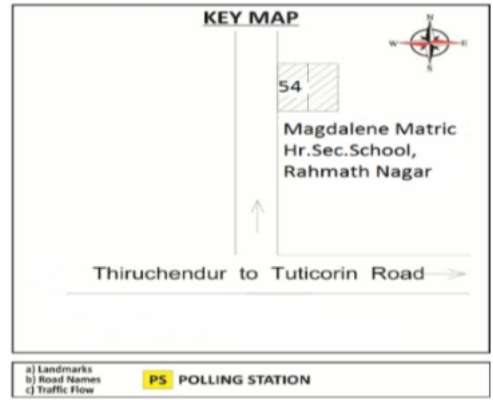 KEY MAP
N
W E
S
54
Magdalene Matric
Hr.Sec.School,
Rahmath Nagar
Thiruchendur to Tuticorin Road
a) Landmarks
b) Road Names
c) Traffic Flow
PS POLLING STATION